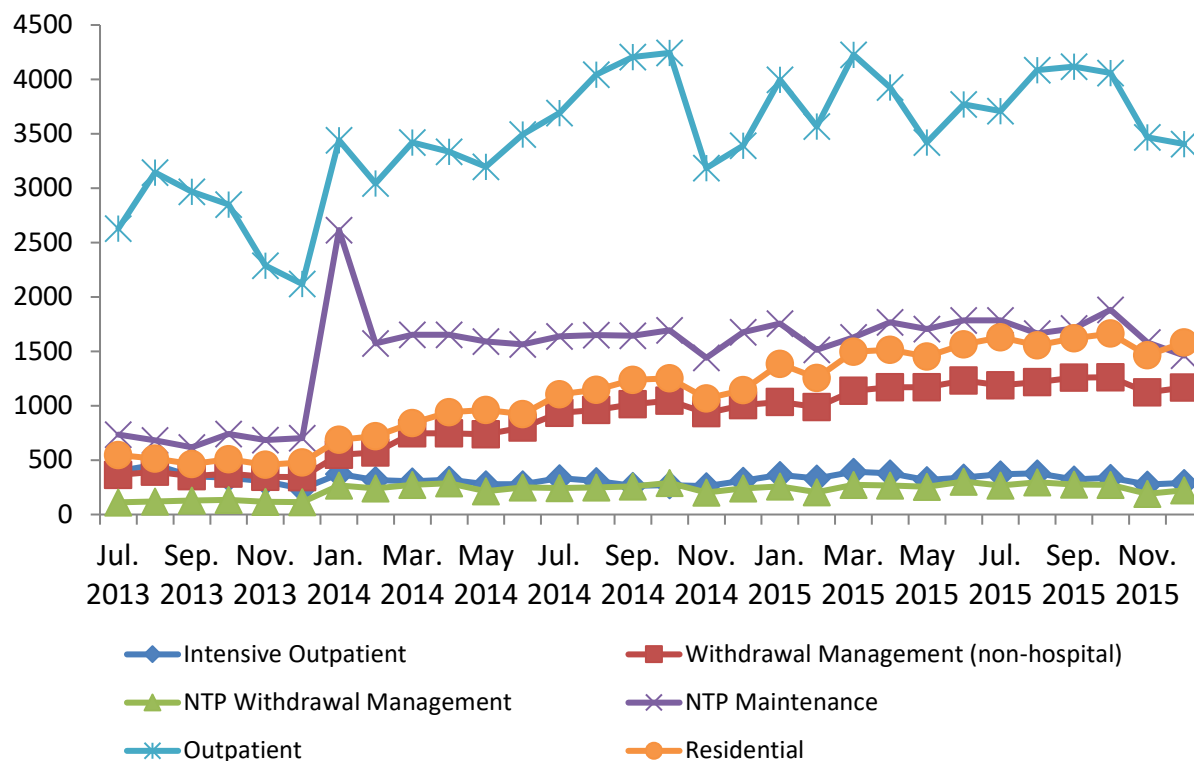 4500
4000
3500
3000
2500
2000
1500
1000
500
0
Jul. Sep. Nov. Jan. Mar. May Jul. Sep. Nov. Jan. Mar. May Jul. Sep. Nov.
2013 2013 2013 2014 2014 2014 2014 2014 2014 2015 2015 2015 2015 2015 2015
Intensive Outpatient Withdrawal Management (non-hospital)
NTP Withdrawal Management NTP Maintenance
Outpatient Residential